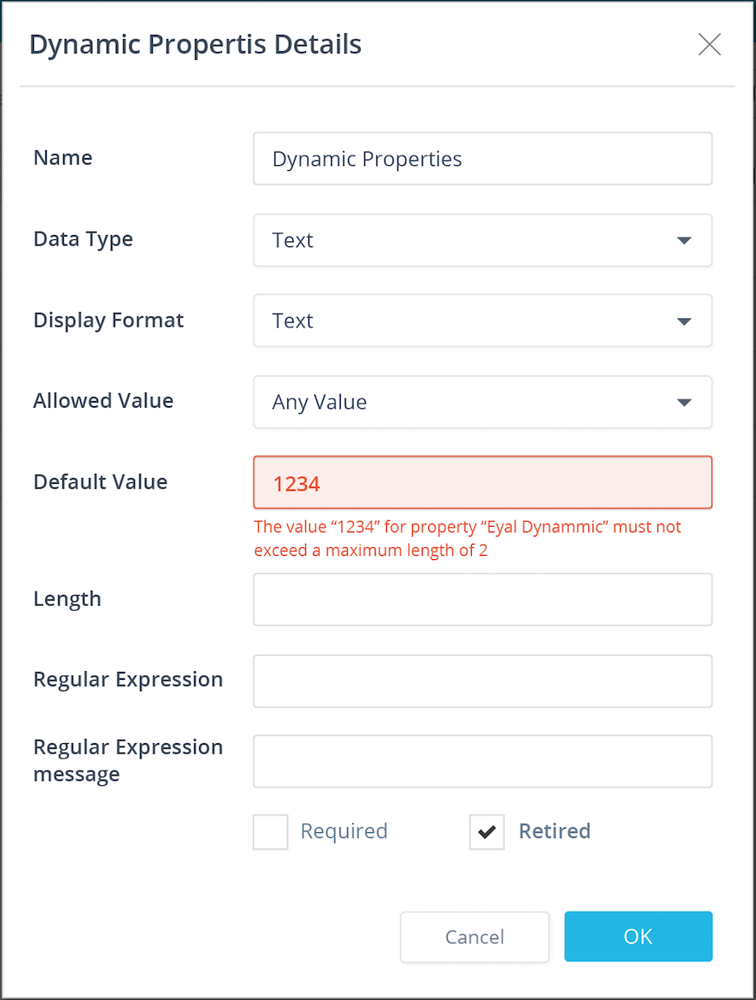 Dynamic Propertis Details
Name
Dynamic Properties
Data Type
Text
Display Format
Text
Allowed Value
Any Value
Default Value
1234
The value “1234” for property “Eyal Dynammic” must not
exceed a maximum length of 2
Length
Regular Expression
Regular Expression
message
Required
Retired
Cancel
OK